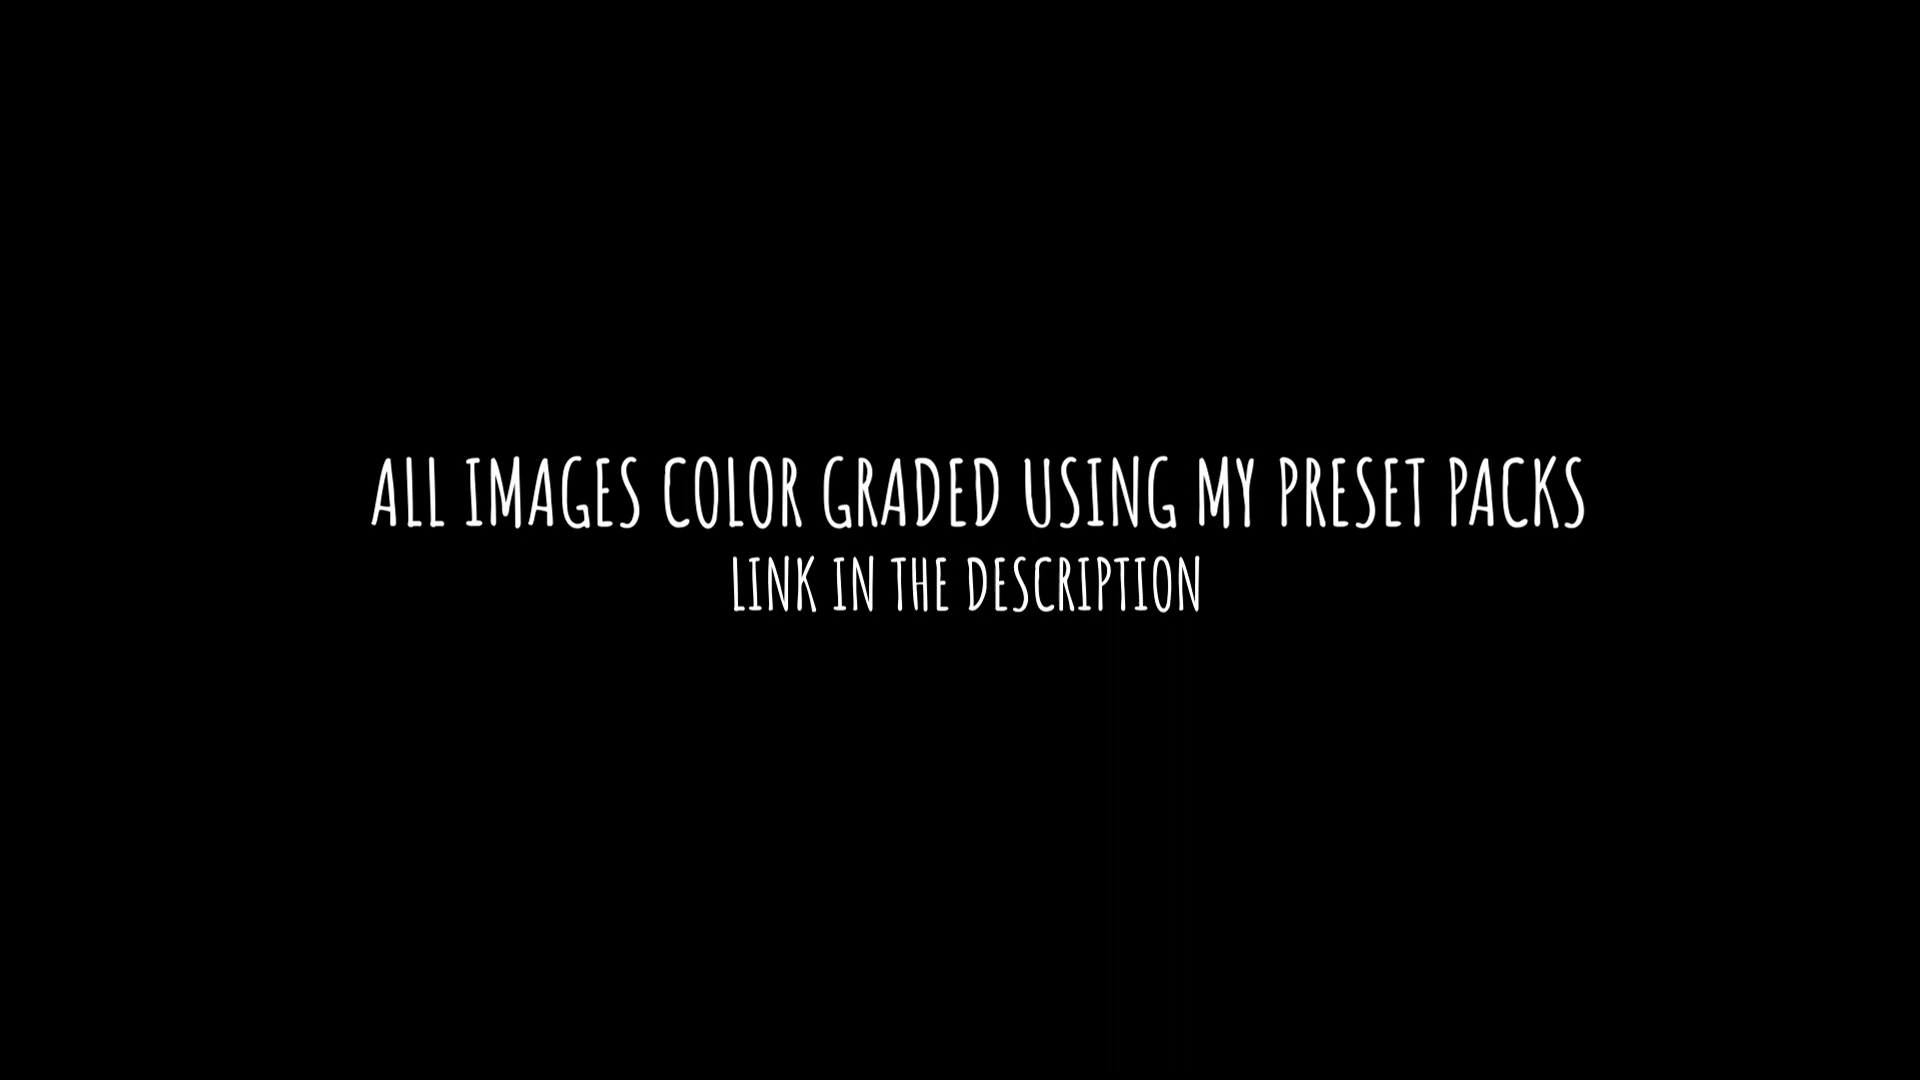 ALL IMAGES COLOR GRADED USING MY PRESET PACKS
LINK IN THE DESCRIPTION